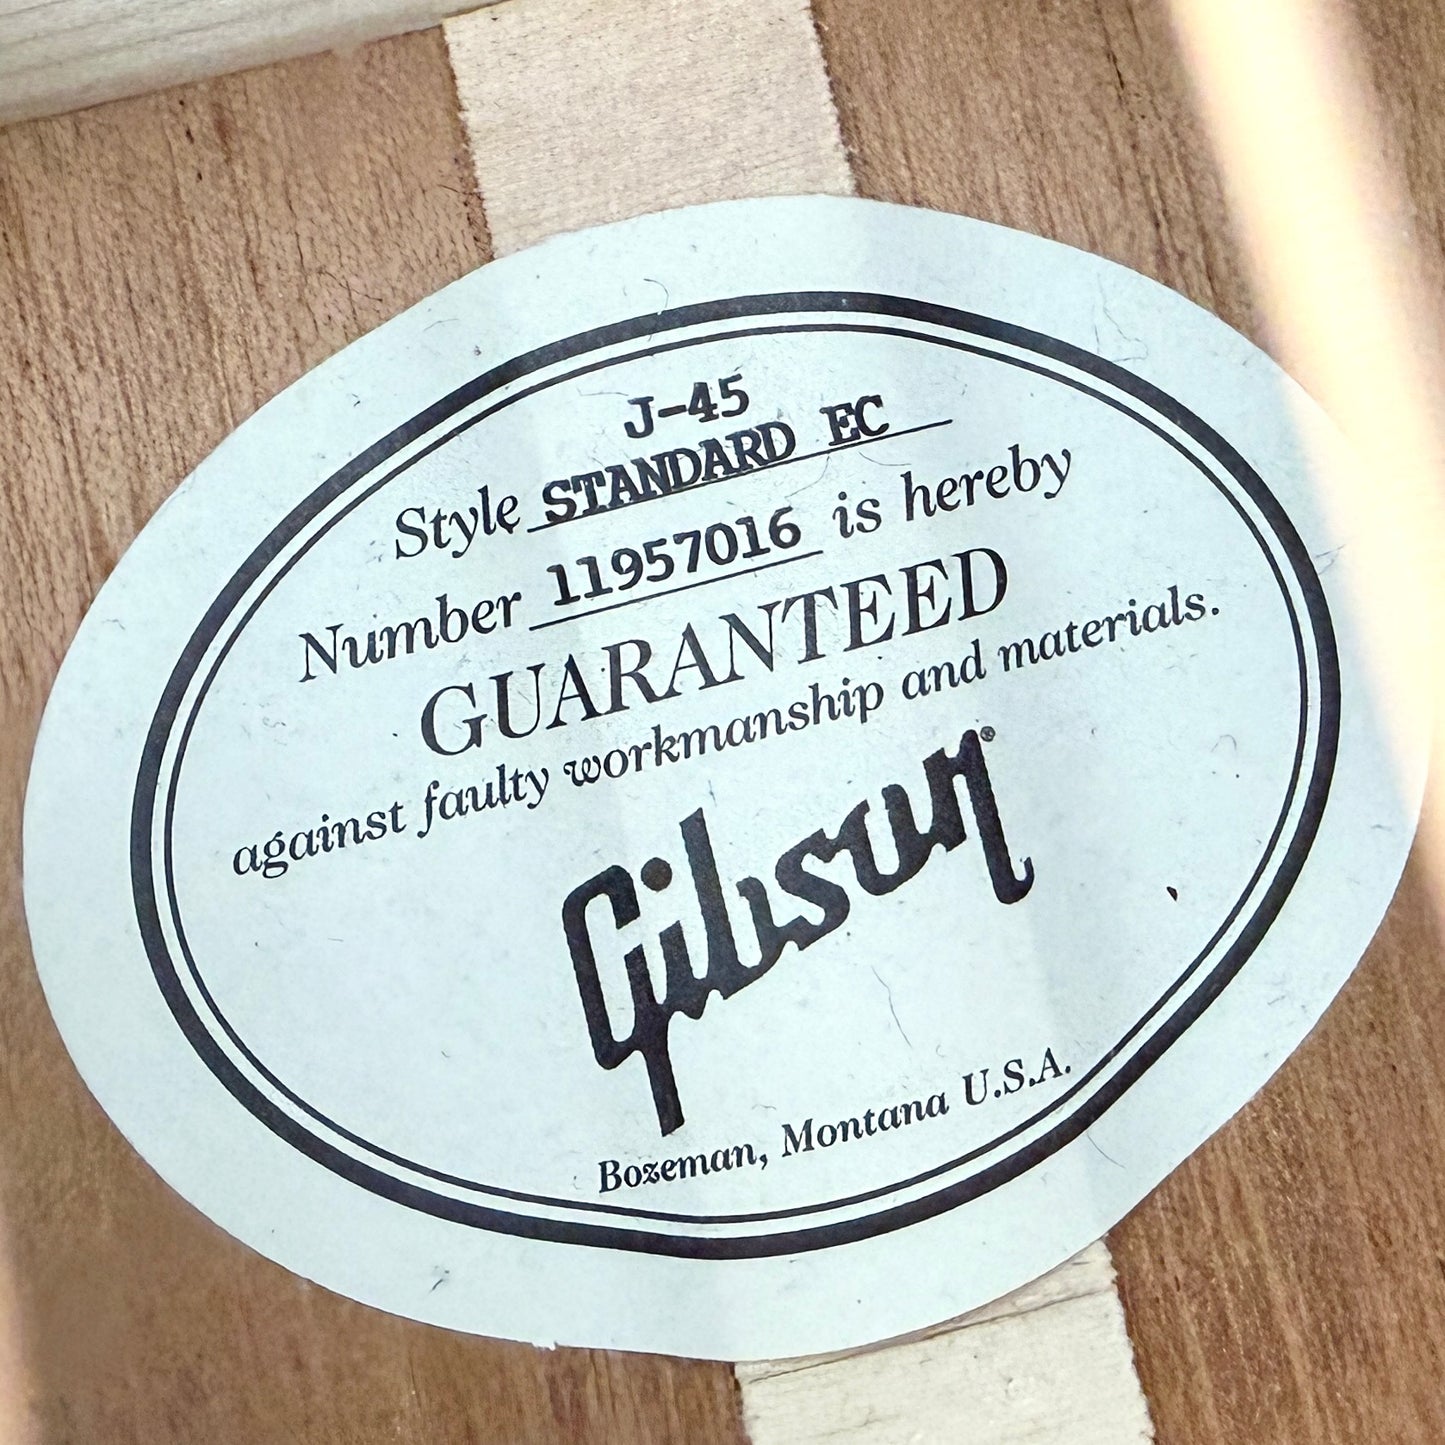 J-45
Style STANDARD EC
Number 11957016 is hereby
GUARANTEED
against faulty workmanship and materials.
Gibson®
Bozeman, Montana U.S.A.